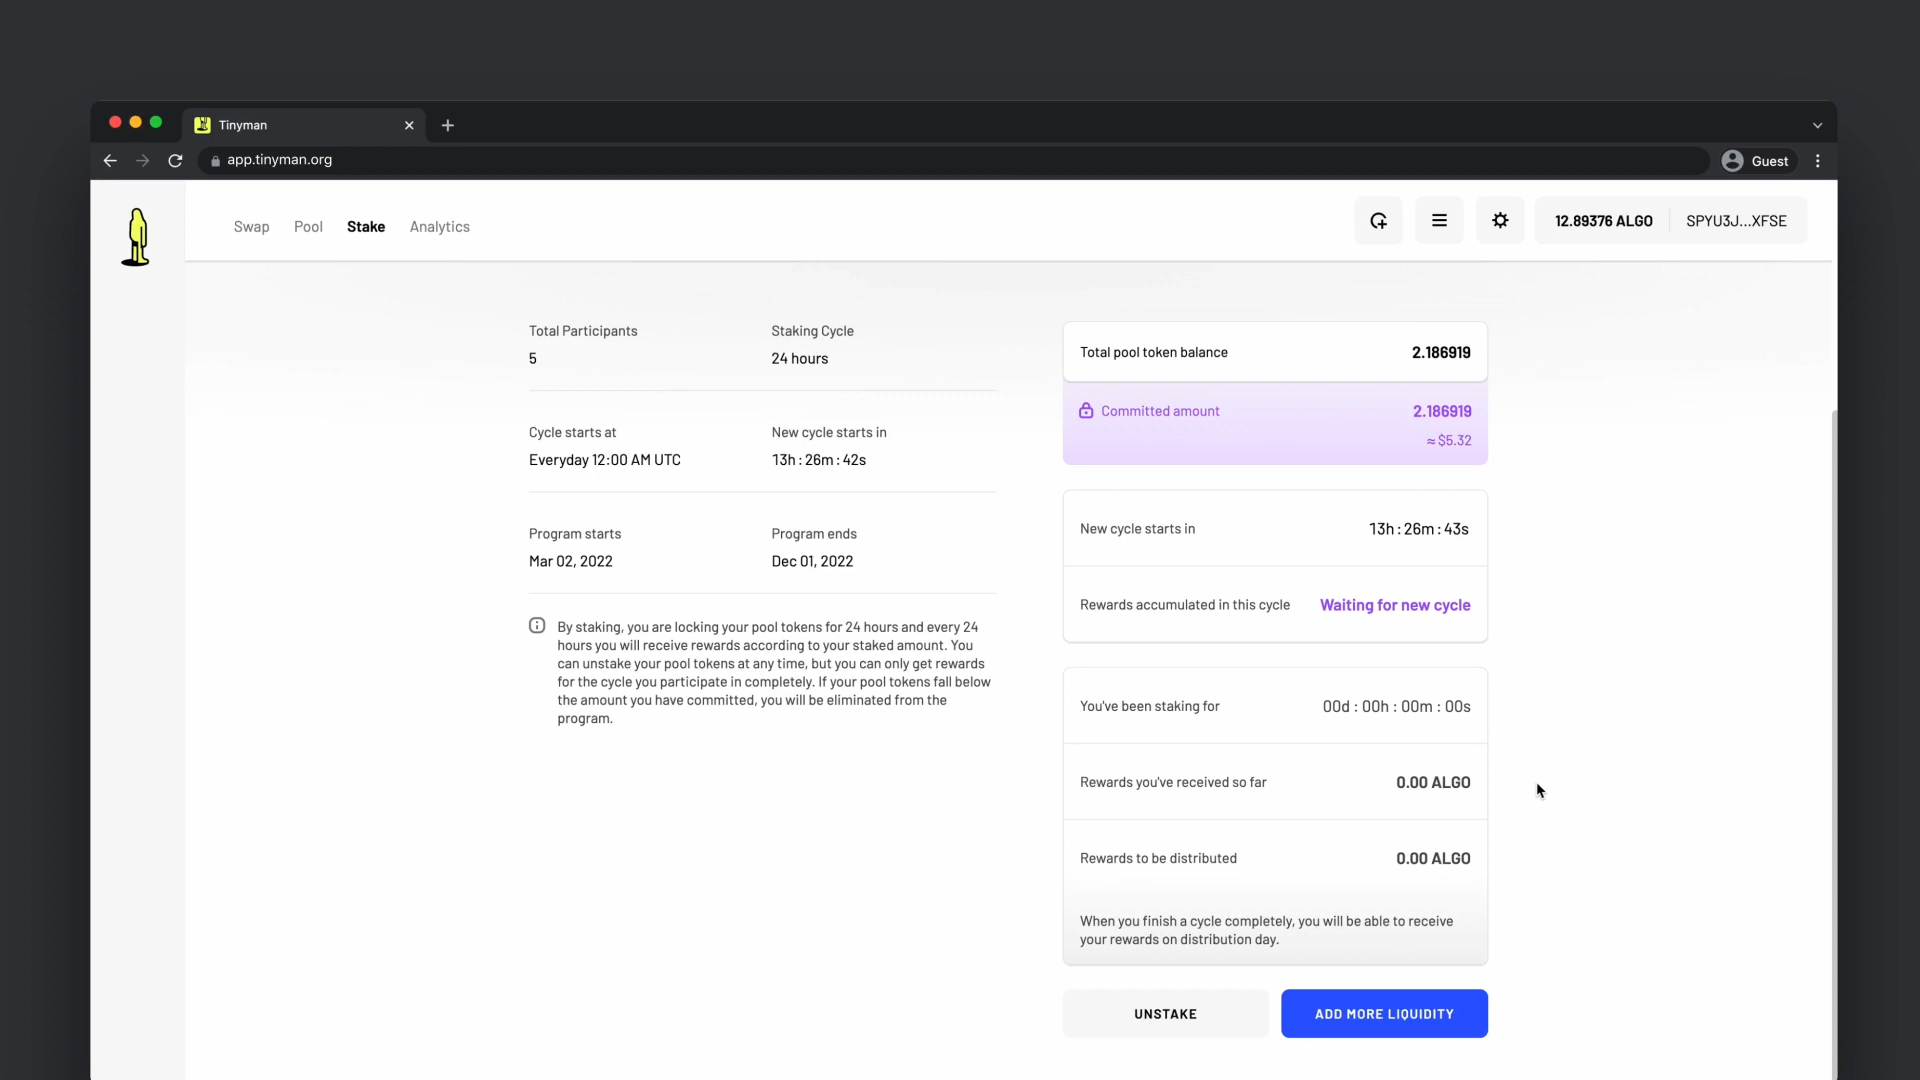 Tinyman
app.tinyman.org
Guest
Swap Pool Stake Analytics
12.89376 ALGO SPYU3J...XFSE
Total Participants
5
Staking Cycle
24 hours
Cycle starts at
Everyday 12:00 AM UTC
New cycle starts in
13h : 26m : 42s
Program starts
Mar 02, 2022
Program ends
Dec 01, 2022
By staking, you are locking your pool tokens for 24 hours and every 24
hours you will receive rewards according to your staked amount. You
can unstake your pool tokens at any time, but you can only get rewards
for the cycle you participate in completely. If your pool tokens fall below
the amount you have committed, you will be eliminated from the
program.
Total pool token balance 2.186919
Committed amount 2.186919
≈ $5.32
New cycle starts in 13h : 26m : 43s
Rewards accumulated in this cycle Waiting for new cycle
You've been staking for 00d : 00h : 00m : 00s
Rewards you've received so far 0.00 ALGO
Rewards to be distributed 0.00 ALGO
When you finish a cycle completely, you will be able to receive
your rewards on distribution day.
UNSTAKE ADD MORE LIQUIDITY